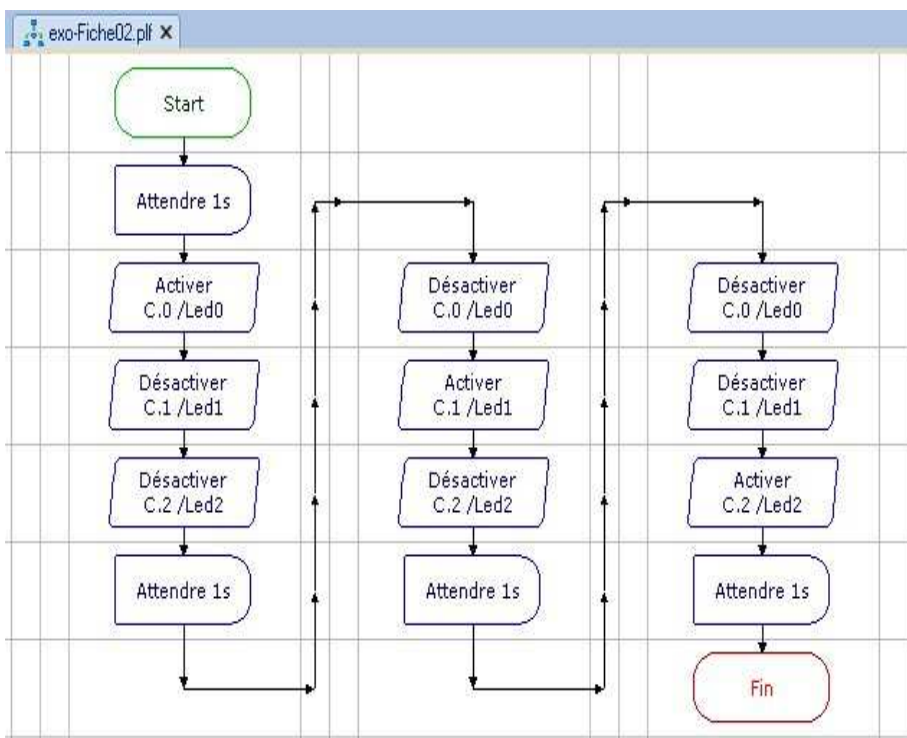 exo-Fiche02.plf
Start
Attendre 1s
Activer
C.0 /Led0
Désactiver
C.1 /Led1
Désactiver
C.2 /Led2
Attendre 1s
Désactiver
C.0 /Led0
Activer
C.1 /Led1
Désactiver
C.2 /Led2
Attendre 1s
Désactiver
C.0 /Led0
Désactiver
C.1 /Led1
Activer
C.2 /Led2
Attendre 1s
Fin